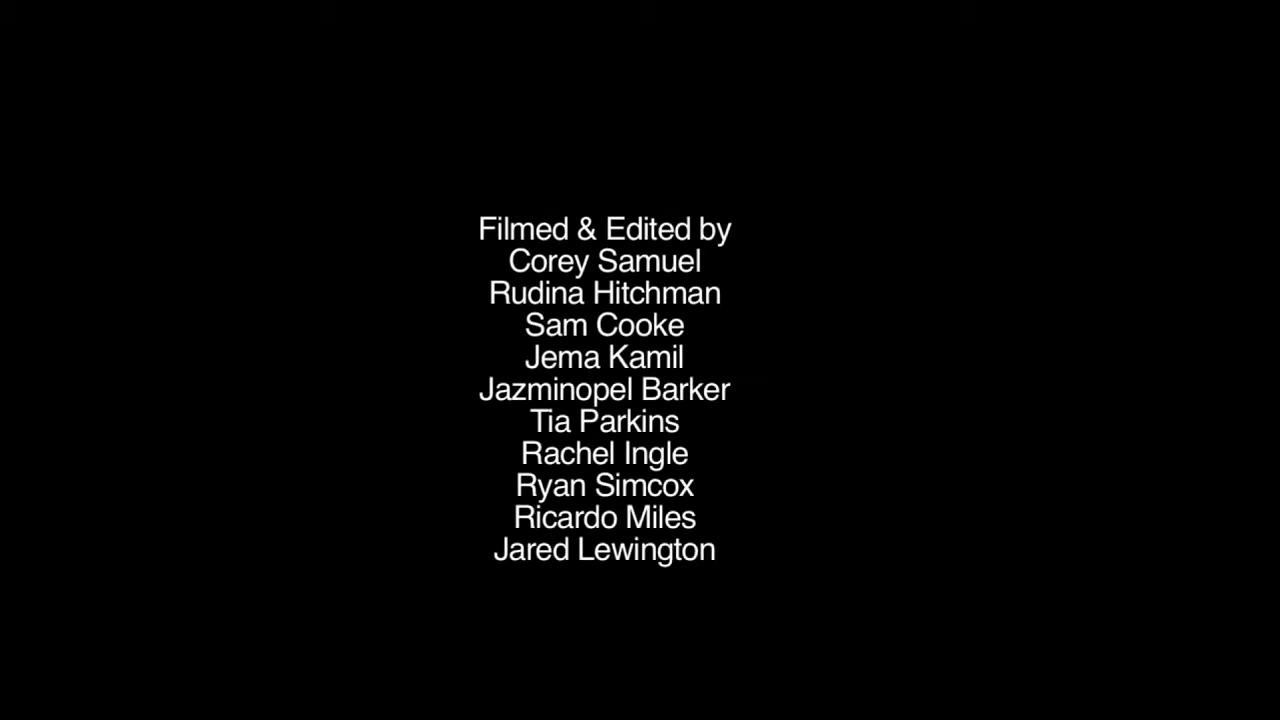 Filmed & Edited by
Corey Samuel
Rudina Hitchman
Sam Cooke
Jema Kamil
Jazminopel Barker
Tia Parkins
Rachel Ingle
Ryan Simcox
Ricardo Miles
Jared Lewington